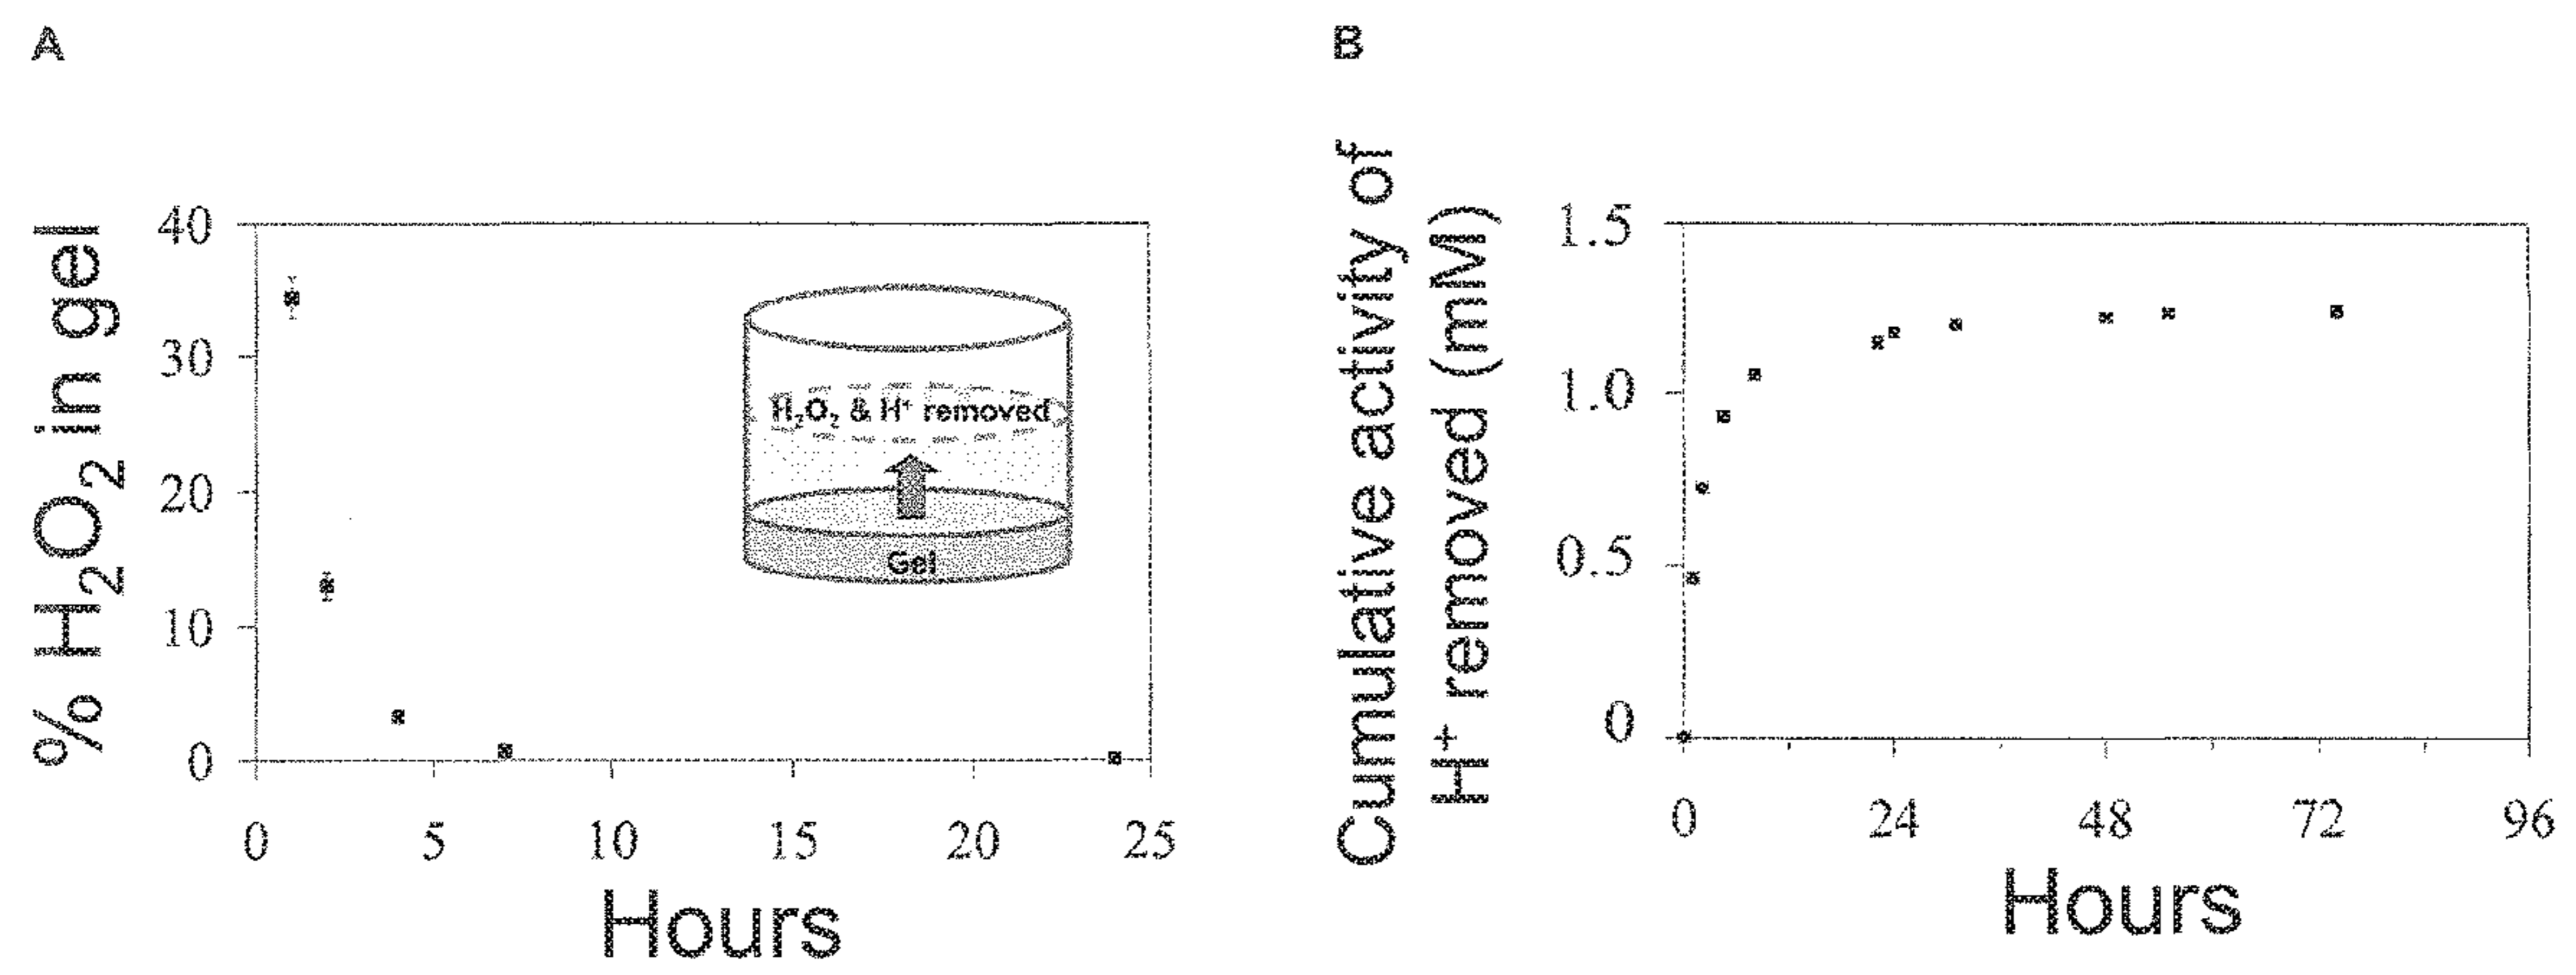 A
% H₂O₂ in gel
40
30
20
10
0
0 5 10 15 20 25
Hours
H₂O₂ & H⁺ removed
Gel
B
Cumulative activity of
H⁺ removed (mM)
1.5
1.0
0.5
0
0 24 48 72 96
Hours